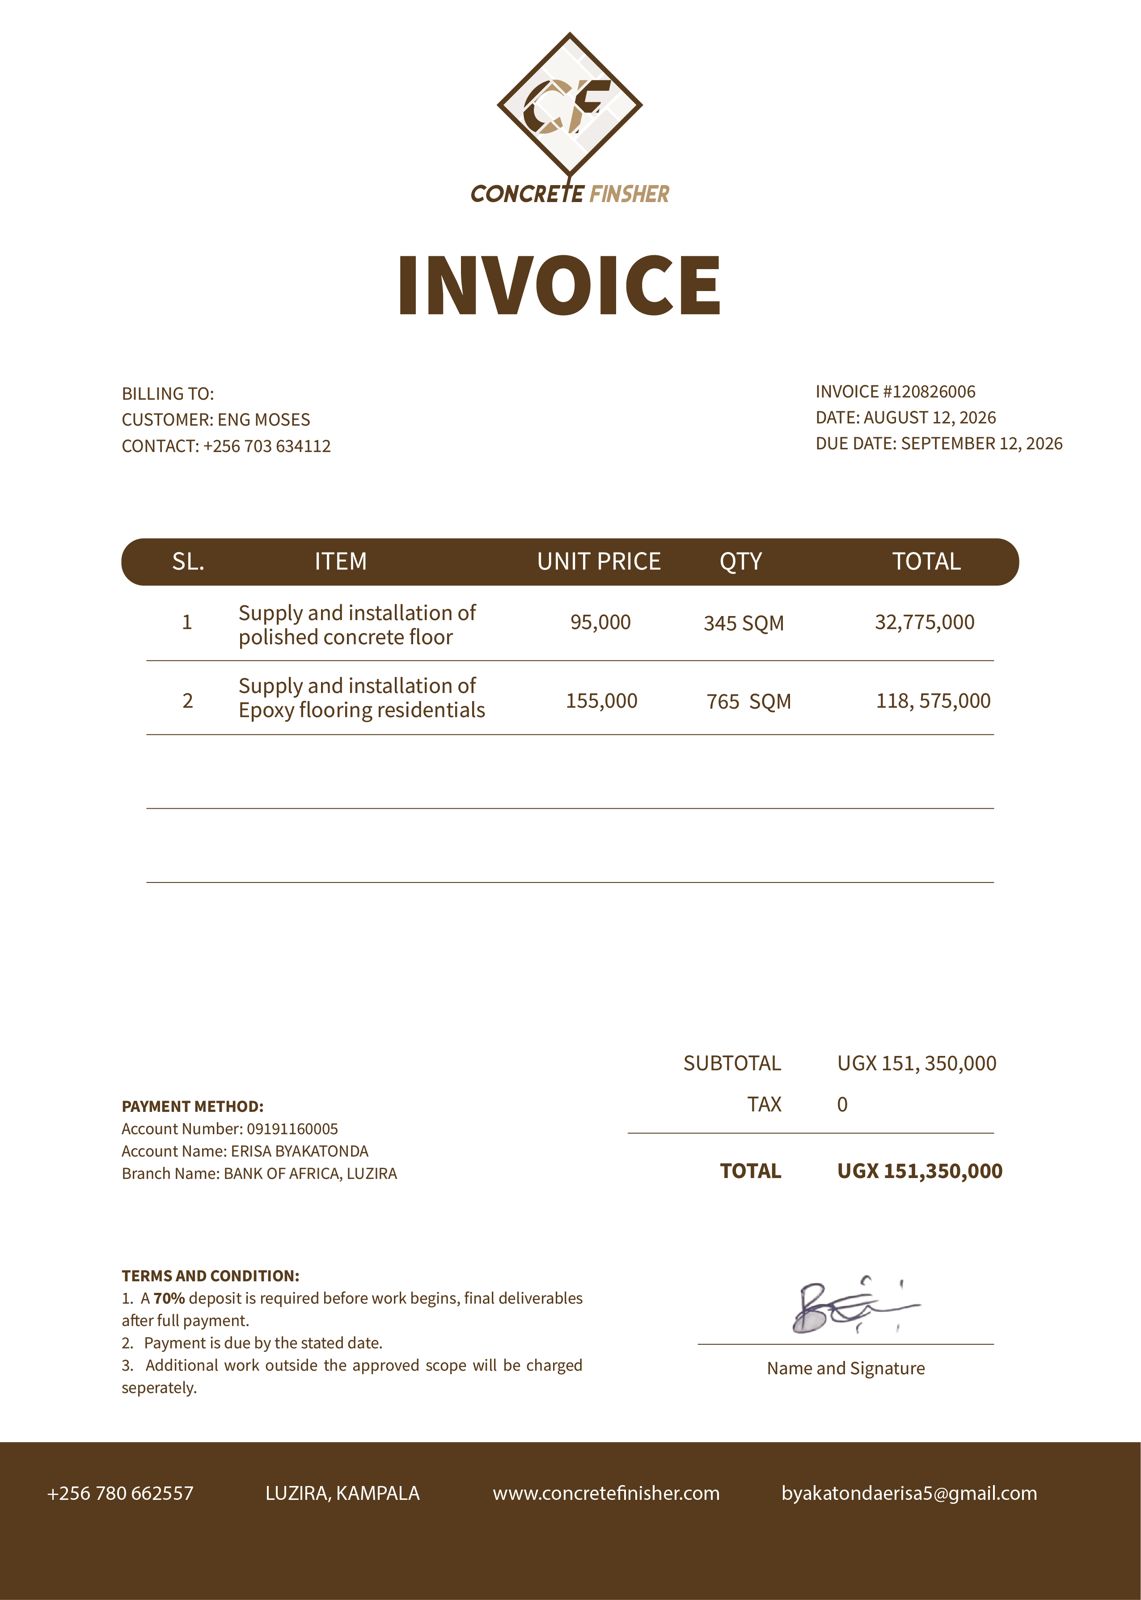 CF
CONCRETE FINSHER
INVOICE
BILLING TO:
CUSTOMER: ENG MOSES
CONTACT: +256 703 634112
INVOICE #120826006
DATE: AUGUST 12, 2026
DUE DATE: SEPTEMBER 12, 2026
SL. ITEM UNIT PRICE QTY TOTAL
1 Supply and installation of polished concrete floor 95,000 345 SQM 32,775,000
2 Supply and installation of Epoxy flooring residentials 155,000 765 SQM 118, 575,000
SUBTOTAL UGX 151, 350,000
TAX 0
TOTAL UGX 151,350,000
PAYMENT METHOD:
Account Number: 09191160005
Account Name: ERISA BYAKATONDA
Branch Name: BANK OF AFRICA, LUZIRA
TERMS AND CONDITION:
1. A 70% deposit is required before work begins, final deliverables
after full payment.
2. Payment is due by the stated date.
3. Additional work outside the approved scope will be charged
seperately.
Name and Signature
+256 780 662557 LUZIRA, KAMPALA www.concretefinisher.com byakatondaerisa5@gmail.com